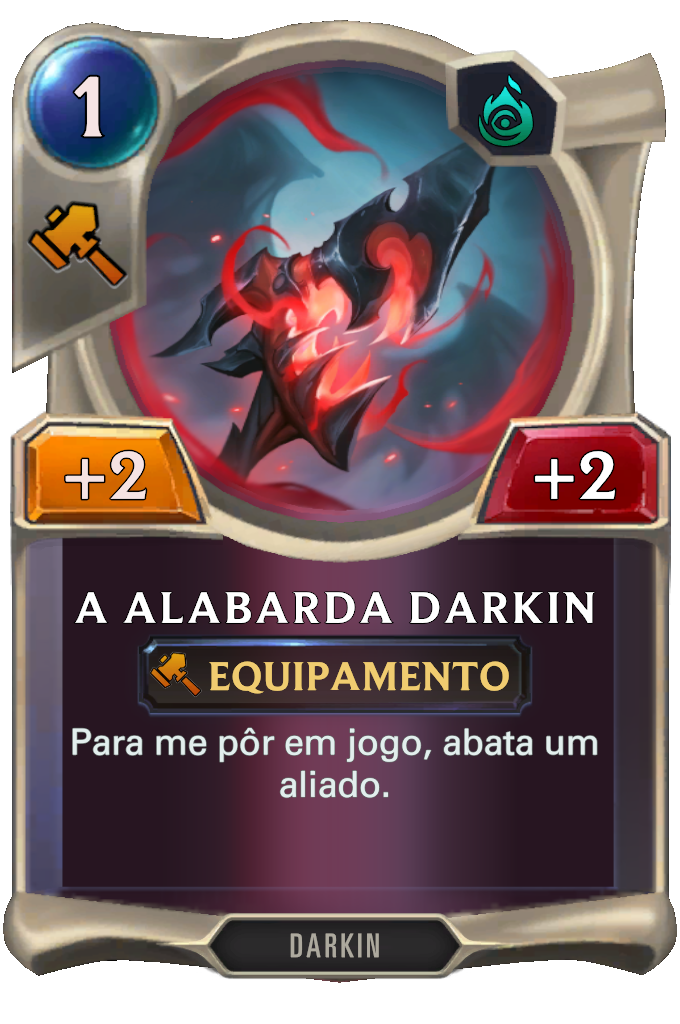 1
+2
+2
A ALABARDA DARKIN
EQUIPAMENTO
Para me pôr em jogo, abata um
aliado.
DARKIN